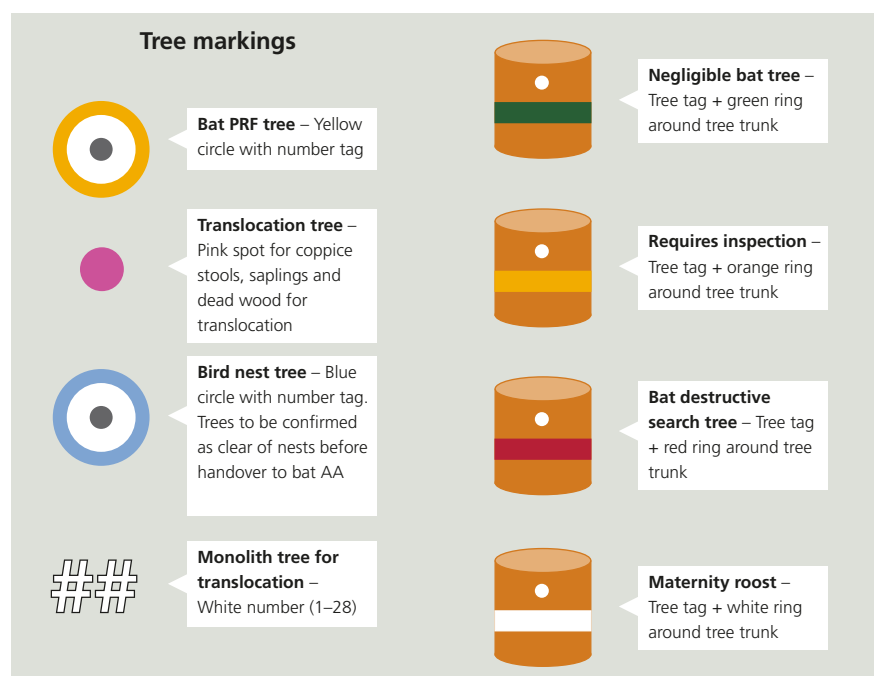 Tree markings
Bat PRF tree – Yellow
circle with number tag
Translocation tree –
Pink spot for coppice
stools, saplings and
dead wood for
translocation
Bird nest tree – Blue
circle with number tag.
Trees to be confirmed
as clear of nests before
handover to bat AA
##
Monolith tree for
translocation –
White number (1–28)
Negligible bat tree –
Tree tag + green ring
around tree trunk
Requires inspection –
Tree tag + orange ring
around tree trunk
Bat destructive
search tree – Tree tag
+ red ring around tree
trunk
Maternity roost –
Tree tag + white ring
around tree trunk